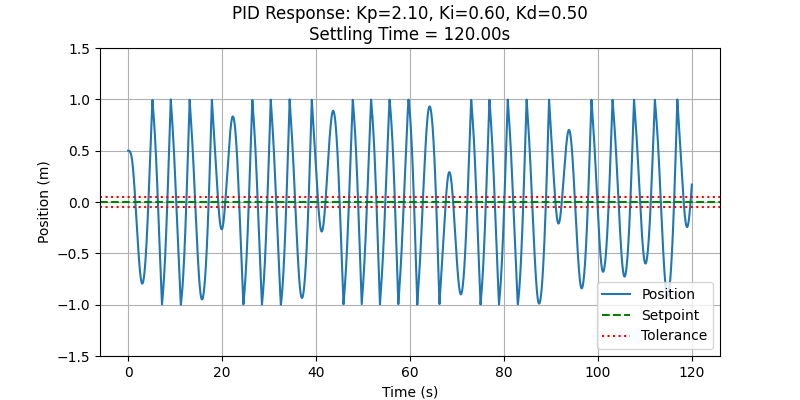 PID Response: Kp=2.10, Ki=0.60, Kd=0.50
Settling Time = 120.00s
1.5
1.0
0.5
0.0
−0.5
−1.0
−1.5
Position (m)
0
20
40
60
80
100
120
Time (s)
Position
Setpoint
Tolerance